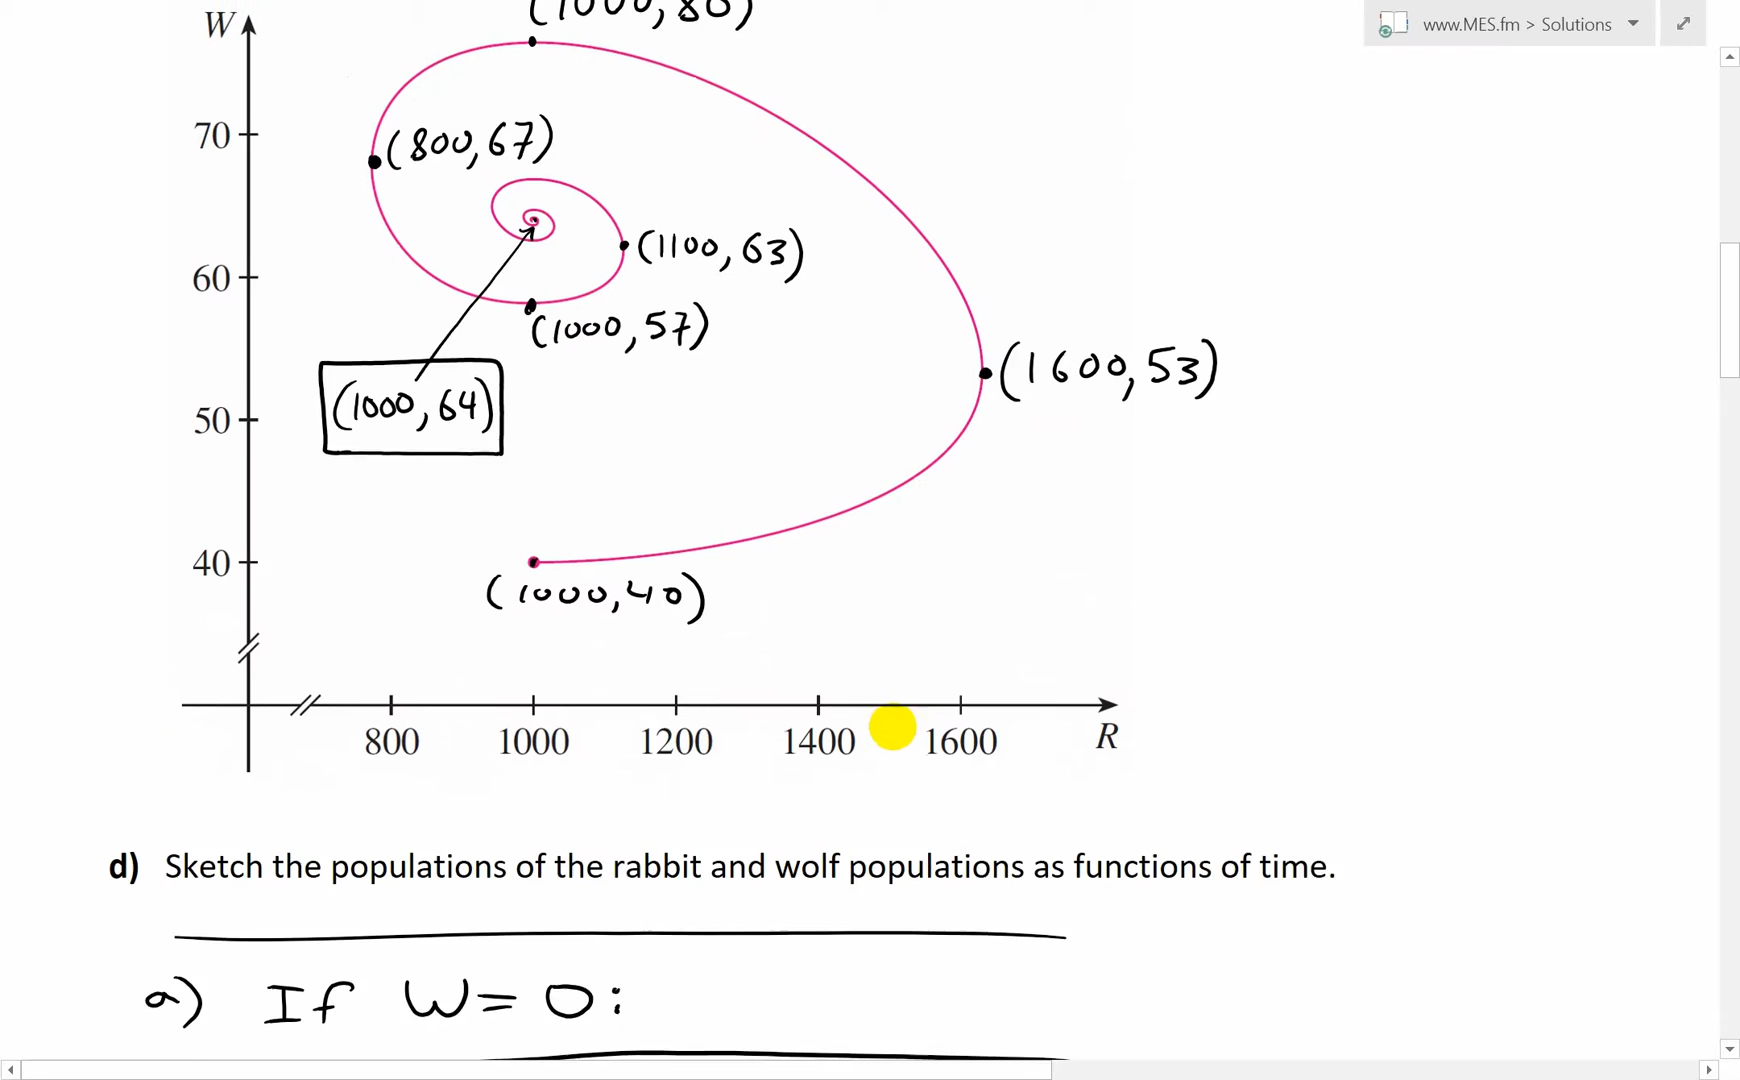 (1000, 80)
W
www.MES.fm > Solutions
70
(800, 67)
(1100, 63)
60
(1000, 57)
(1600, 53)
(1000, 64)
50
40
(1000, 40)
800 1000 1200 1400 1600 R
d) Sketch the populations of the rabbit and wolf populations as functions of time.
a) If W = 0 :